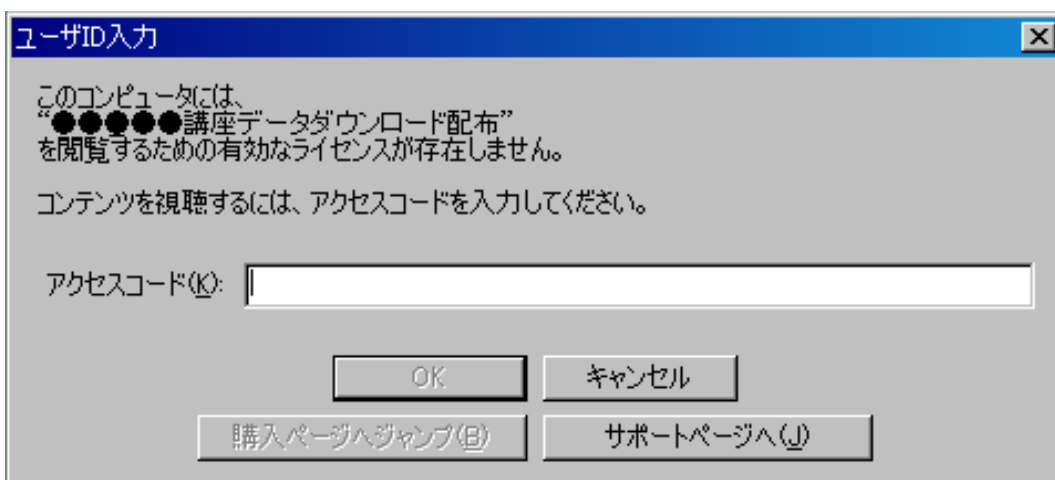 ユーザID入力
このコンピュータには、
“●●●●●講座データダウンロード配布”
を閲覧するための有効なライセンスが存在しません。
コンテンツを視聴するには、アクセスコードを入力してください。
アクセスコード(K):
OK
キャンセル
購入ページへジャンプ(B)
サポートページへ(J)